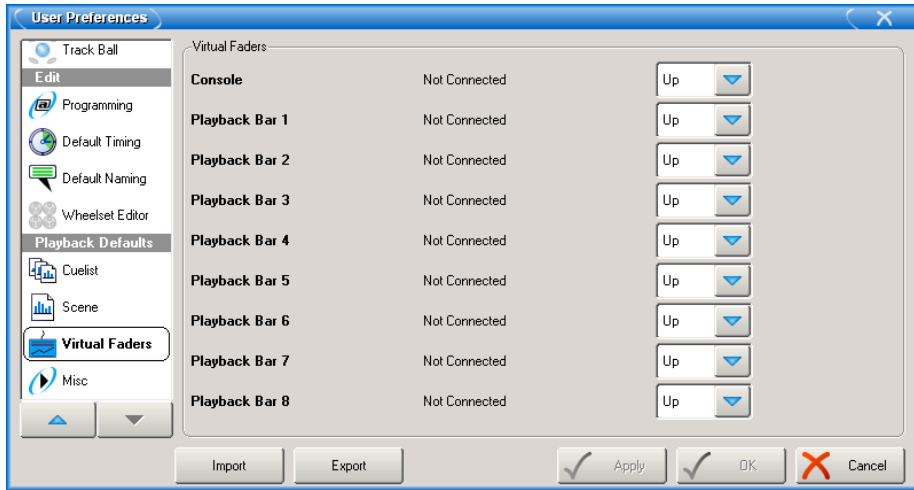 User Preferences
Track Ball
Edit
Programming
Default Timing
Default Naming
Wheelset Editor
Playback Defaults
Cuelist
Scene
Virtual Faders
Misc
Virtual Faders
Console Not Connected Up
Playback Bar 1 Not Connected Up
Playback Bar 2 Not Connected Up
Playback Bar 3 Not Connected Up
Playback Bar 4 Not Connected Up
Playback Bar 5 Not Connected Up
Playback Bar 6 Not Connected Up
Playback Bar 7 Not Connected Up
Playback Bar 8 Not Connected Up
Import Export Apply OK Cancel